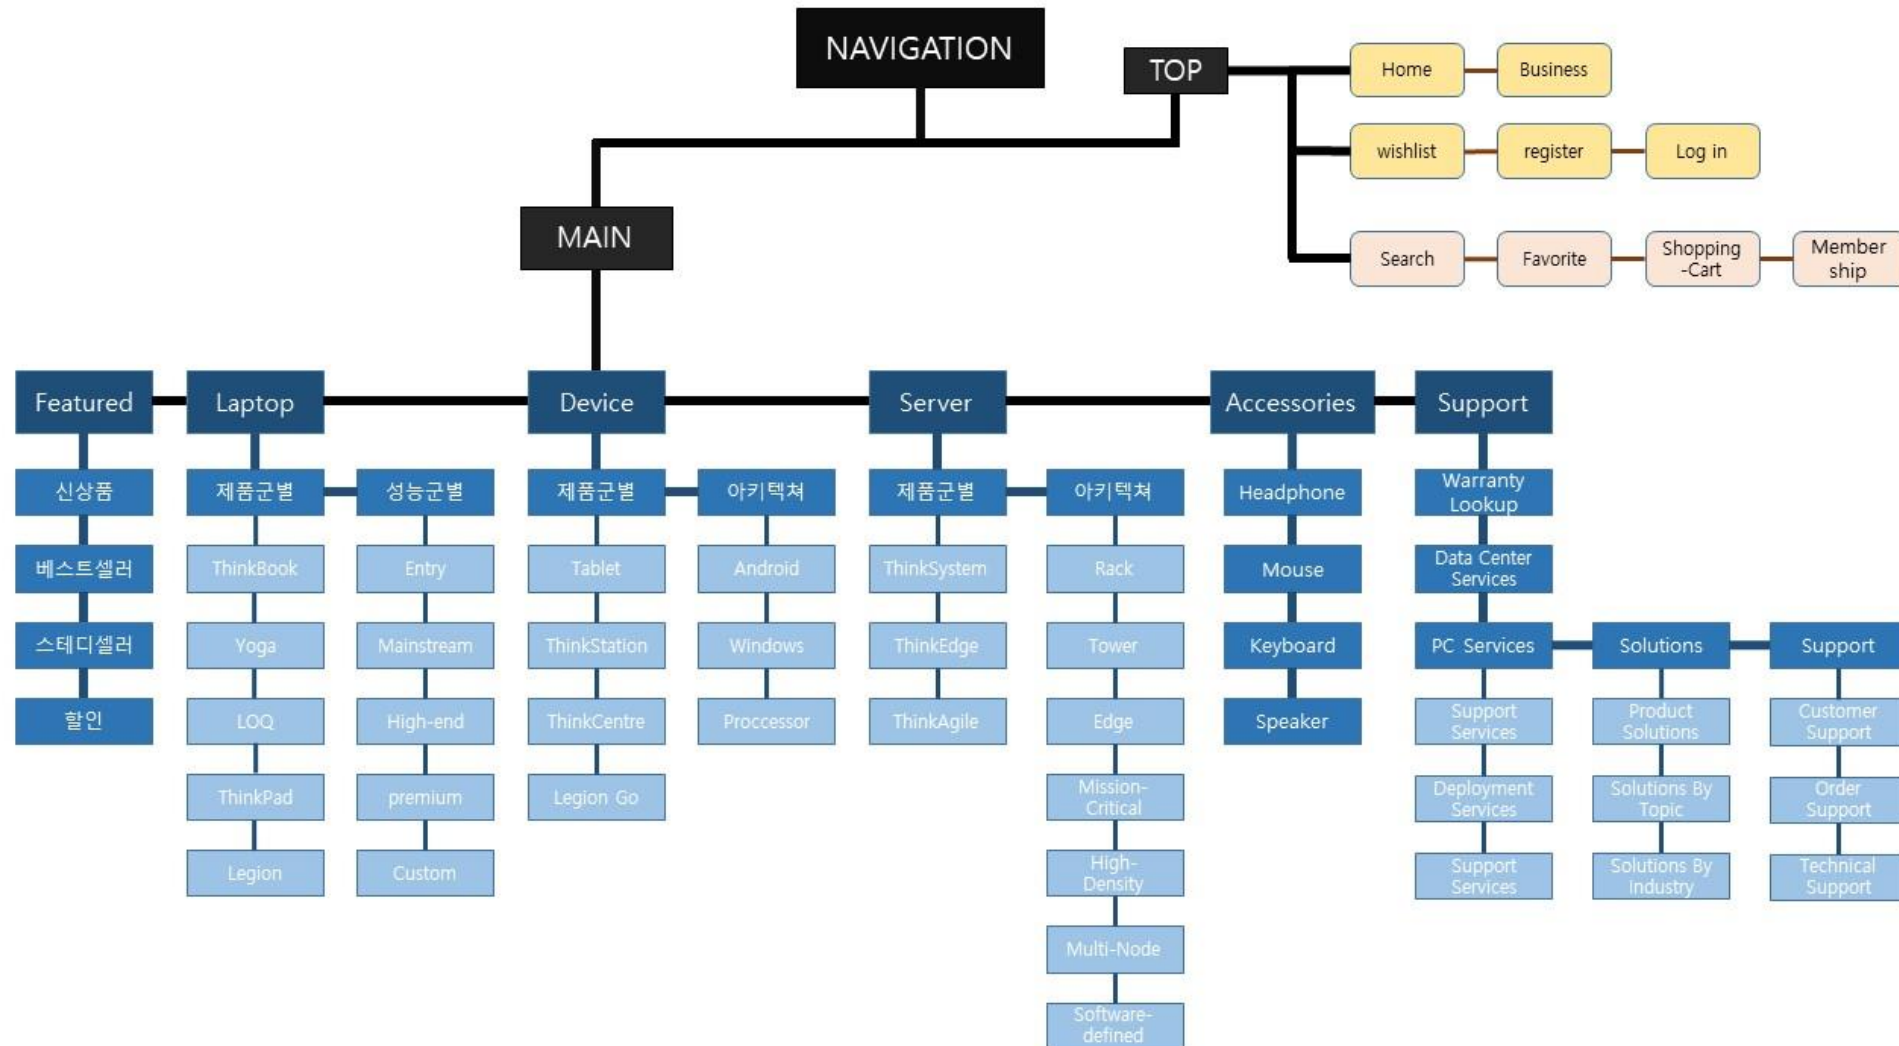 NAVIGATION
TOP
Home
Business
wishlist
register
Log in
Search
Favorite
Shopping
-Cart
Member
ship
MAIN
Featured
Laptop
Device
Server
Accessories
Support
신상품
베스트셀러
스테디셀러
할인
제품군별
ThinkBook
Yoga
LOQ
ThinkPad
Legion
성능군별
Entry
Mainstream
High-end
premium
Custom
제품군별
Tablet
ThinkStation
ThinkCentre
Legion Go
아키텍쳐
Android
Windows
Proccessor
제품군별
ThinkSystem
ThinkEdge
ThinkAgile
아키텍쳐
Rack
Tower
Edge
Mission-
Critical
High-
Density
Multi-Node
Software-
defined
Headphone
Mouse
Keyboard
Speaker
Warranty
Lookup
Data Center
Services
PC Services
Support
Services
Deployment
Services
Support
Services
Solutions
Product
Solutions
Solutions By
Topic
Solutions By
Industry
Support
Customer
Support
Order
Support
Technical
Support